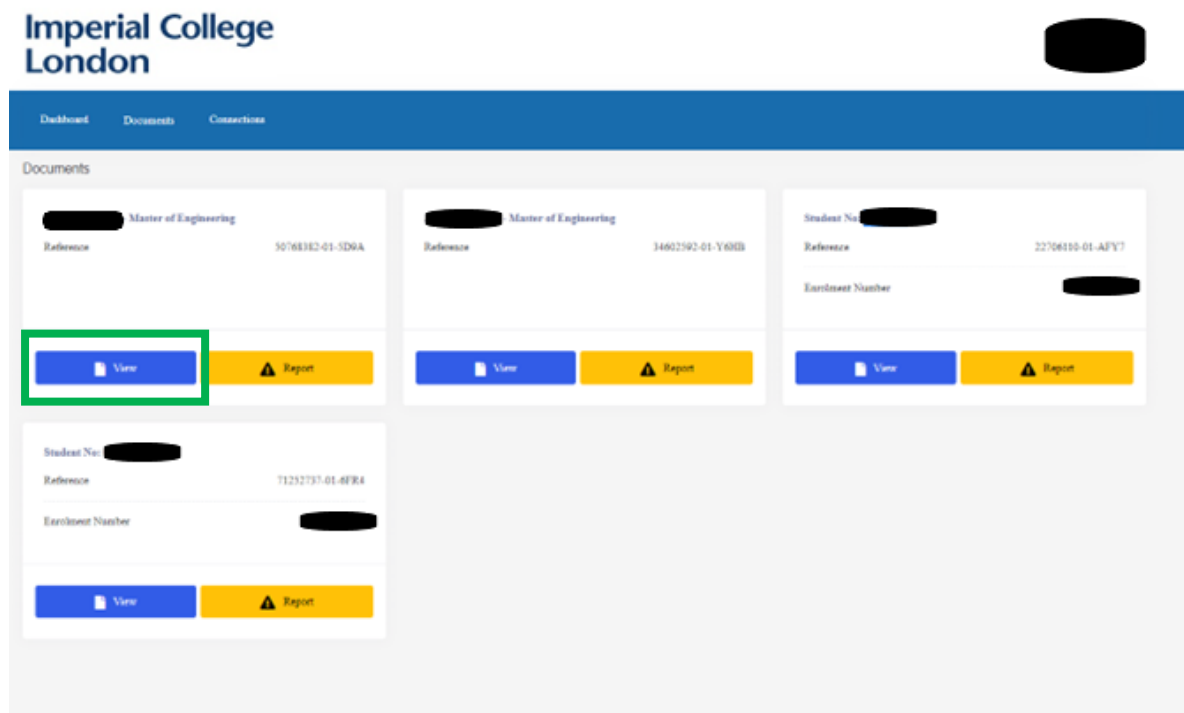 Imperial College
London
Dashboard Documents Connections
Documents
- Master of Engineering
Reference 30768382-01-5D9A
View Report
- Master of Engineering
Reference 34602592-01-Y6HB
View Report
Student No:
Reference 22706110-01-AFY7
Enrolment Number
View Report
Student No:
Reference 71252737-01-6FR4
Enrolment Number
View Report